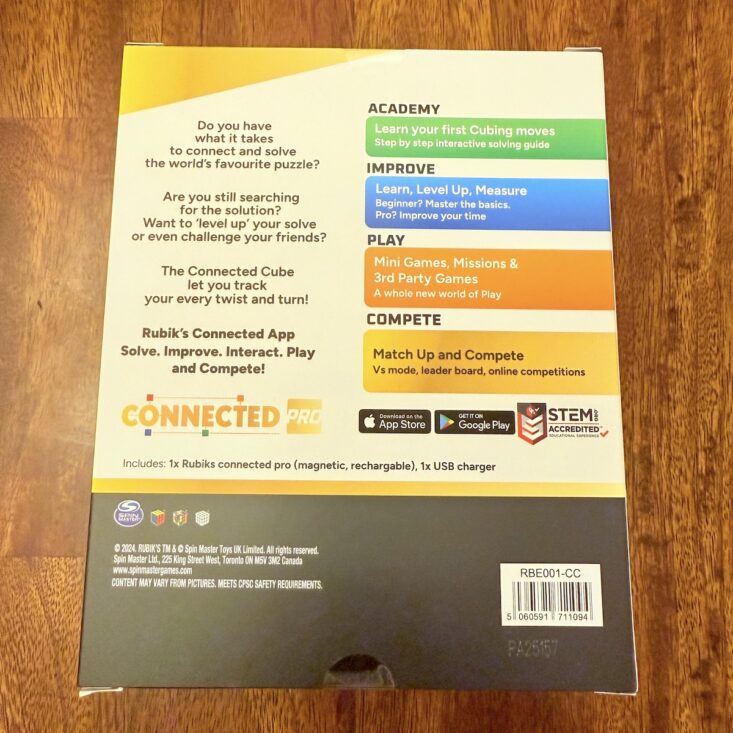 Do you have
what it takes
to connect and solve
the world's favourite puzzle?
Are you still searching
for the solution?
Want to 'level up' your solve
or even challenge your friends?
The Connected Cube
let you track
your every twist and turn!
Rubik's Connected App
Solve. Improve. Interact. Play
and Compete!
ACADEMY
Learn your first Cubing moves
Step by step interactive solving guide
IMPROVE
Learn, Level Up, Measure
Beginner? Master the basics.
Pro? Improve your time
PLAY
Mini Games, Missions &
3rd Party Games
A whole new world of Play
COMPETE
Match Up and Compete
Vs mode, leader board, online competitions
CONNECTED PRO
Download on the
App Store
GET IT ON
Google Play
STEM
.ORG
ACCREDITED™
EDUCATIONAL EXPERIENCE
Includes: 1x Rubiks connected pro (magnetic, rechargable), 1x USB charger
SPIN
MASTER
© 2024. RUBIK'S TM & © Spin Master Toys UK Limited. All rights reserved.
Spin Master Ltd., 225 King Street West, Toronto ON M5V 3M2 Canada
www.spinmastergames.com
CONTENT MAY VARY FROM PICTURES. MEETS CPSC SAFETY REQUIREMENTS.
RBE001-CC
5 060591 711094
PA25157